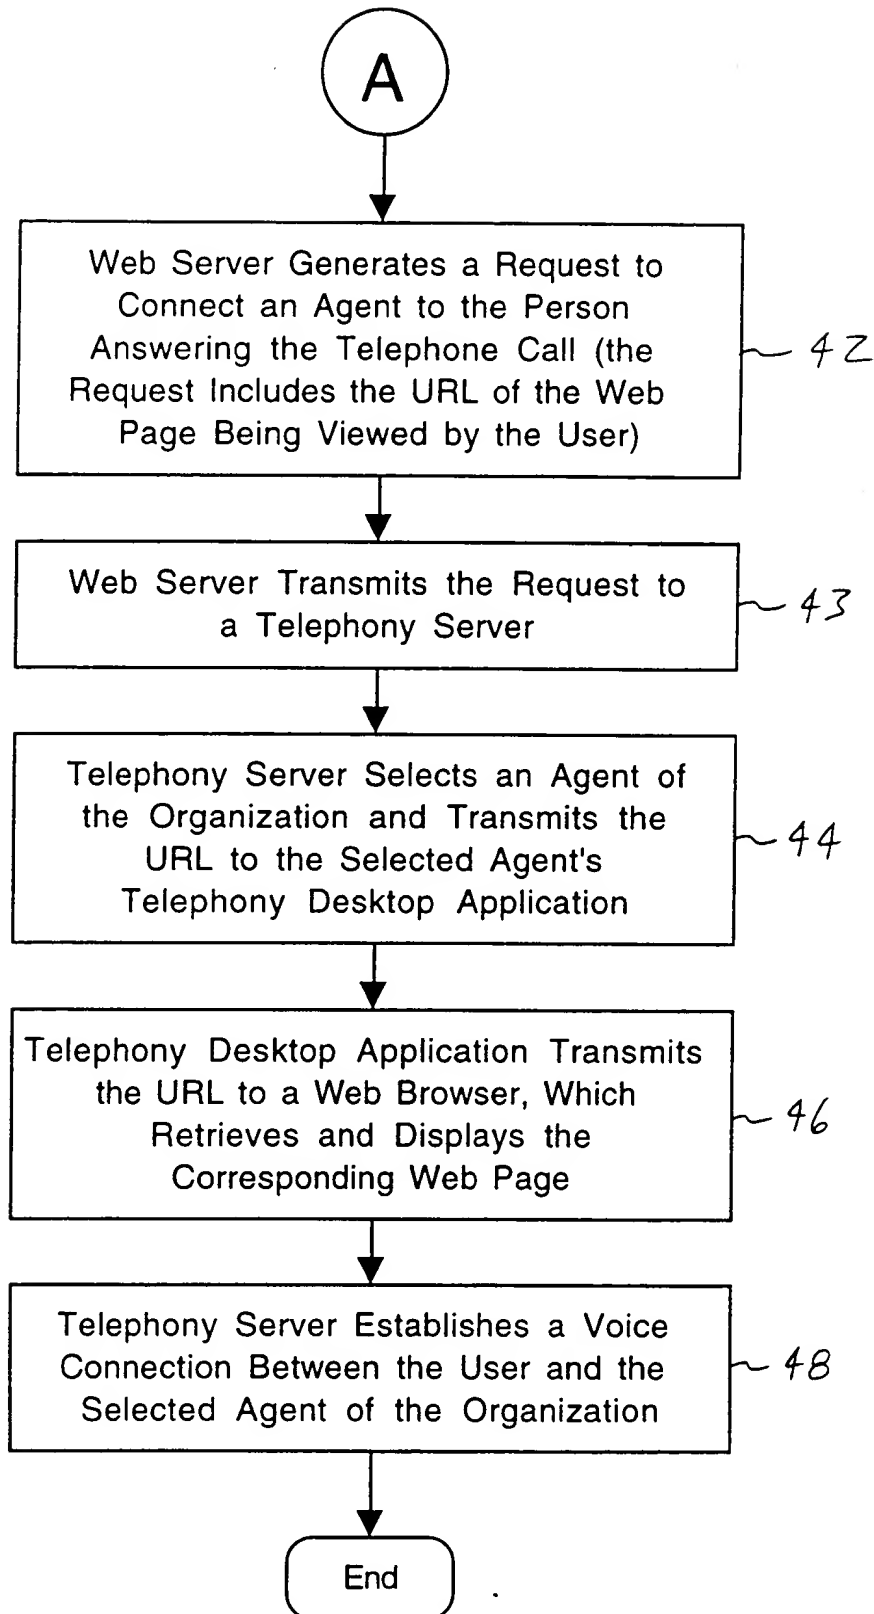 A
Web Server Generates a Request to
Connect an Agent to the Person
Answering the Telephone Call (the
Request Includes the URL of the Web
Page Being Viewed by the User)
42
Web Server Transmits the Request to
a Telephony Server
43
Telephony Server Selects an Agent of
the Organization and Transmits the
URL to the Selected Agent's
Telephony Desktop Application
44
Telephony Desktop Application Transmits
the URL to a Web Browser, Which
Retrieves and Displays the
Corresponding Web Page
46
Telephony Server Establishes a Voice
Connection Between the User and the
Selected Agent of the Organization
48
End